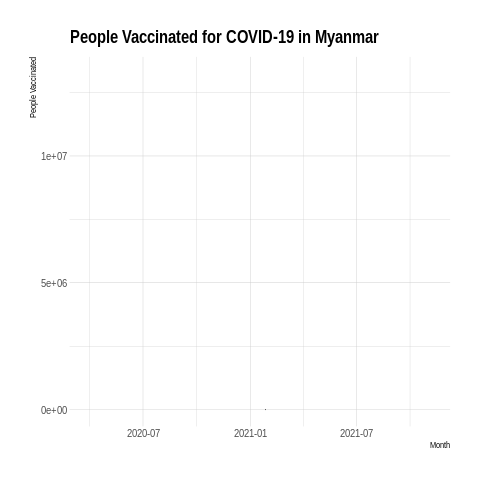 People Vaccinated for COVID-19 in Myanmar
People Vaccinated
1e+07
5e+06
0e+00
2020-07 2021-01 2021-07
Month